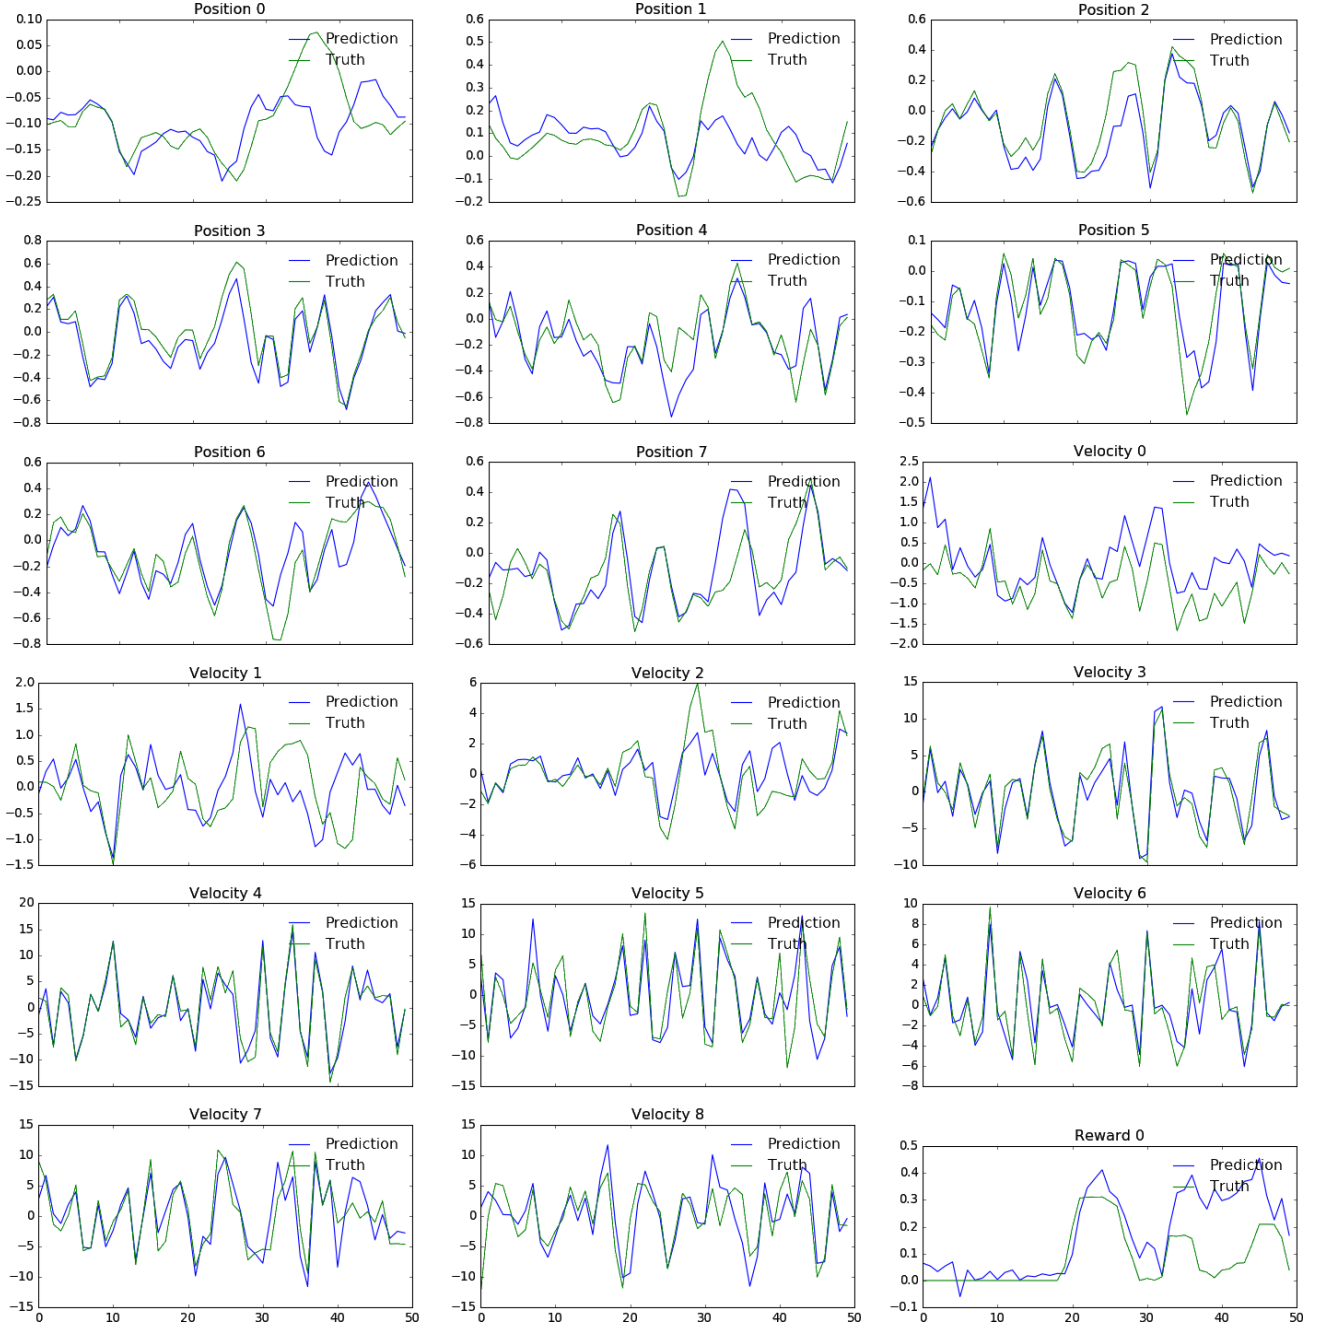 Position 0
0.10
0.05
0.00
−0.05
−0.10
−0.15
−0.20
−0.25
Prediction
Truth
Position 1
0.6
0.5
0.4
0.3
0.2
0.1
0.0
−0.1
−0.2
Prediction
Truth
Position 2
0.6
0.4
0.2
0.0
−0.2
−0.4
−0.6
Prediction
Truth
Position 3
0.8
0.6
0.4
0.2
0.0
−0.2
−0.4
−0.6
−0.8
Prediction
Truth
Position 4
0.6
0.4
0.2
0.0
−0.2
−0.4
−0.6
−0.8
Prediction
Truth
Position 5
0.1
0.0
−0.1
−0.2
−0.3
−0.4
−0.5
Prediction
Truth
Position 6
0.6
0.4
0.2
0.0
−0.2
−0.4
−0.6
−0.8
Prediction
Truth
Position 7
0.6
0.4
0.2
0.0
−0.2
−0.4
−0.6
Prediction
Truth
Velocity 0
2.5
2.0
1.5
1.0
0.5
0.0
−0.5
−1.0
−1.5
−2.0
Prediction
Truth
Velocity 1
2.0
1.5
1.0
0.5
0.0
−0.5
−1.0
−1.5
Prediction
Truth
Velocity 2
6
4
2
0
−2
−4
−6
Prediction
Truth
Velocity 3
15
10
5
0
−5
−10
Prediction
Truth
Velocity 4
20
15
10
5
0
−5
−10
−15
Prediction
Truth
Velocity 5
15
10
5
0
−5
−10
−15
Prediction
Truth
Velocity 6
10
8
6
4
2
0
−2
−4
−6
−8
Prediction
Truth
Velocity 7
15
10
5
0
−5
−10
−15
0 10 20 30 40 50
Prediction
Truth
Velocity 8
15
10
5
0
−5
−10
−15
0 10 20 30 40 50
Prediction
Truth
Reward 0
0.5
0.4
0.3
0.2
0.1
0.0
−0.1
0 10 20 30 40 50
Prediction
Truth